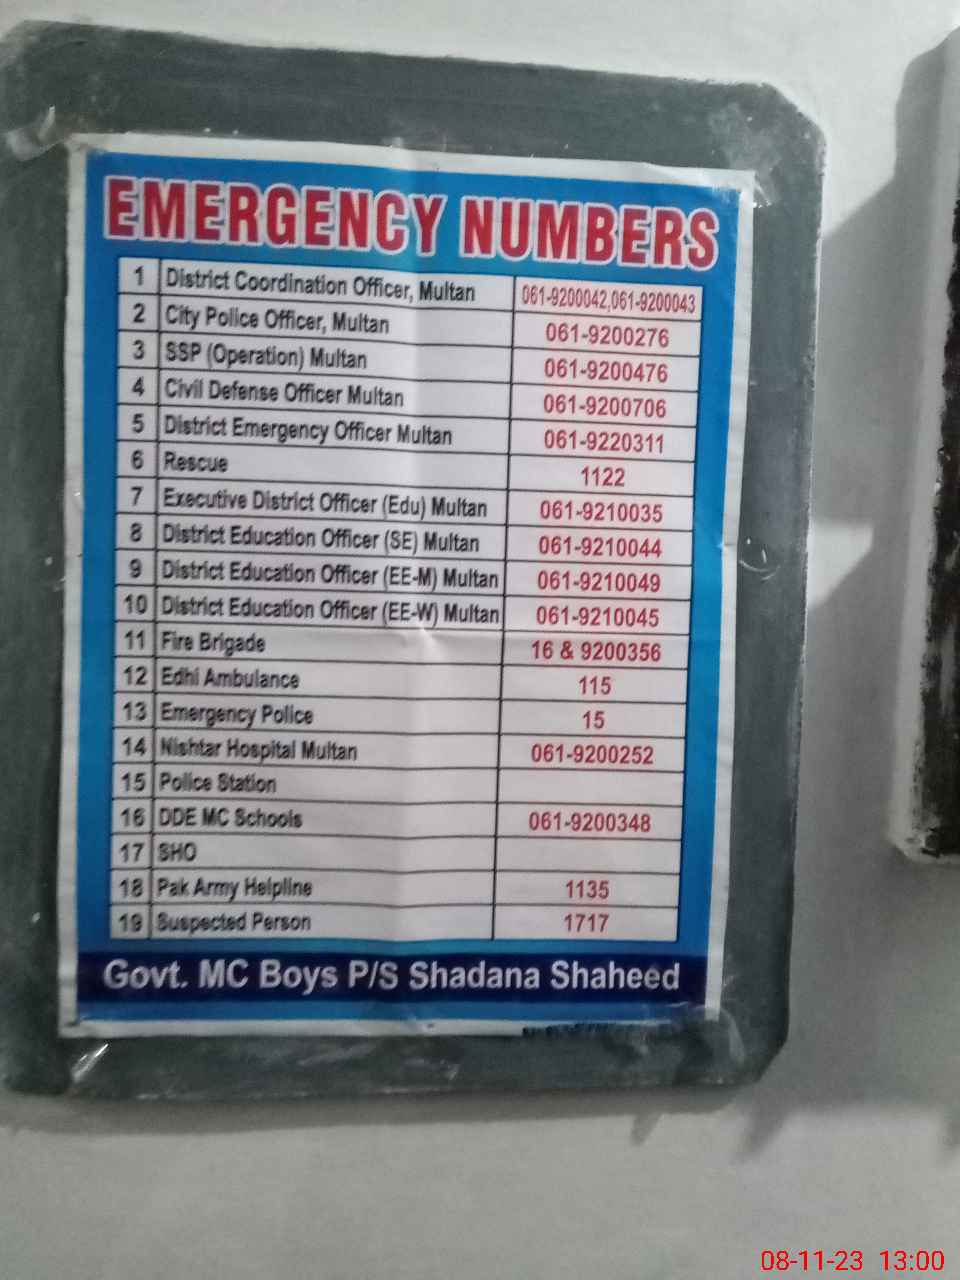 EMERGENCY NUMBERS
1 District Coordination Officer, Multan 061-9200042,061-9200043
2 City Police Officer, Multan 061-9200276
3 SSP (Operation) Multan 061-9200476
4 Civil Defense Officer Multan 061-9200706
5 District Emergency Officer Multan 061-9220311
6 Rescue 1122
7 Executive District Officer (Edu) Multan 061-9210035
8 District Education Officer (SE) Multan 061-9210044
9 District Education Officer (EE-M) Multan 061-9210049
10 District Education Officer (EE-W) Multan 061-9210045
11 Fire Brigade 16 & 9200356
12 Edhi Ambulance 115
13 Emergency Police 15
14 Nishtar Hospital Multan 061-9200252
15 Police Station
16 DDE MC Schools 061-9200348
17 SHO
18 Pak Army Helpline 1135
19 Suspected Person 1717
Govt. MC Boys P/S Shadana Shaheed
08-11-23 13:00